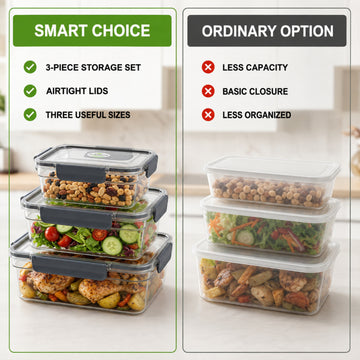 SMART CHOICE
3-PIECE STORAGE SET
AIRTIGHT LIDS
THREE USEFUL SIZES
ORDINARY OPTION
LESS CAPACITY
BASIC CLOSURE
LESS ORGANIZED